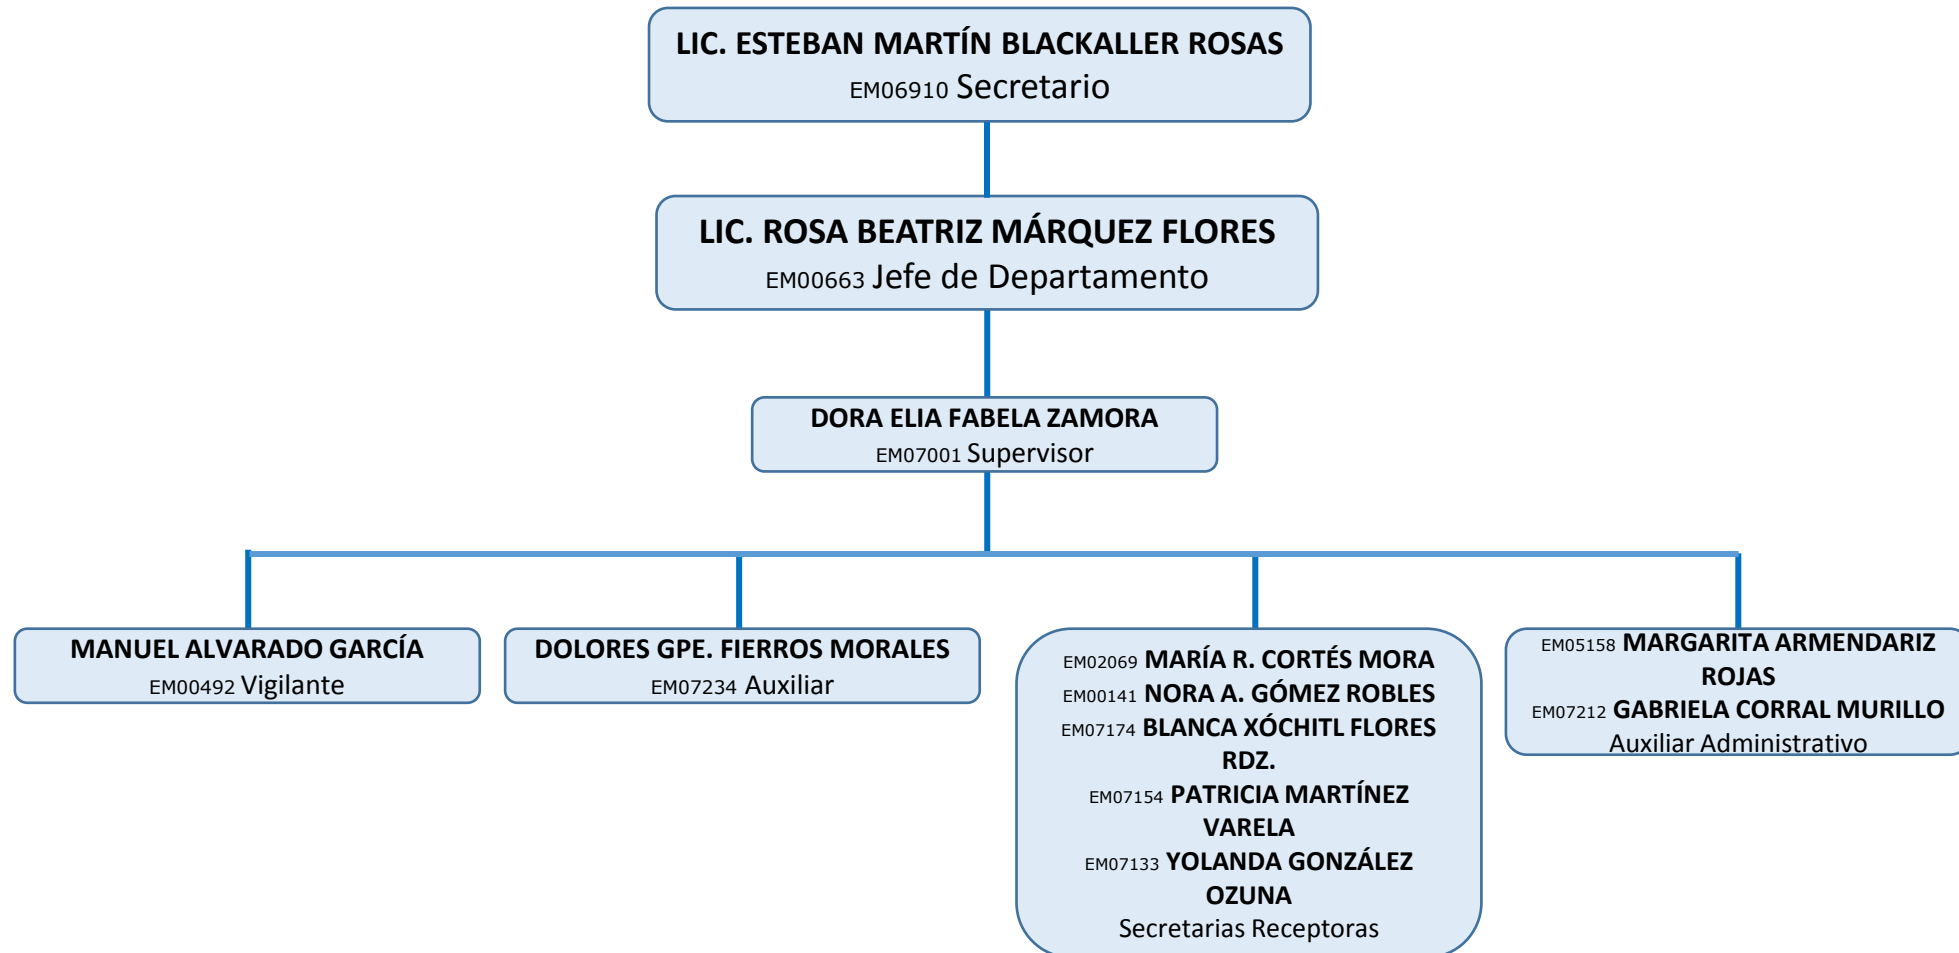 LIC. ESTEBAN MARTÍN BLACKALLER ROSAS
EM06910 Secretario
LIC. ROSA BEATRIZ MÁRQUEZ FLORES
EM00663 Jefe de Departamento
DORA ELIA FABELA ZAMORA
EM07001 Supervisor
MANUEL ALVARADO GARCÍA
EM00492 Vigilante
DOLORES GPE. FIERROS MORALES
EM07234 Auxiliar
EM02069 MARÍA R. CORTÉS MORA
EM00141 NORA A. GÓMEZ ROBLES
EM07174 BLANCA XÓCHITL FLORES
RDZ.
EM07154 PATRICIA MARTÍNEZ
VARELA
EM07133 YOLANDA GONZÁLEZ
OZUNA
Secretarias Receptoras
EM05158 MARGARITA ARMENDARIZ
ROJAS
EM07212 GABRIELA CORRAL MURILLO
Auxiliar Administrativo